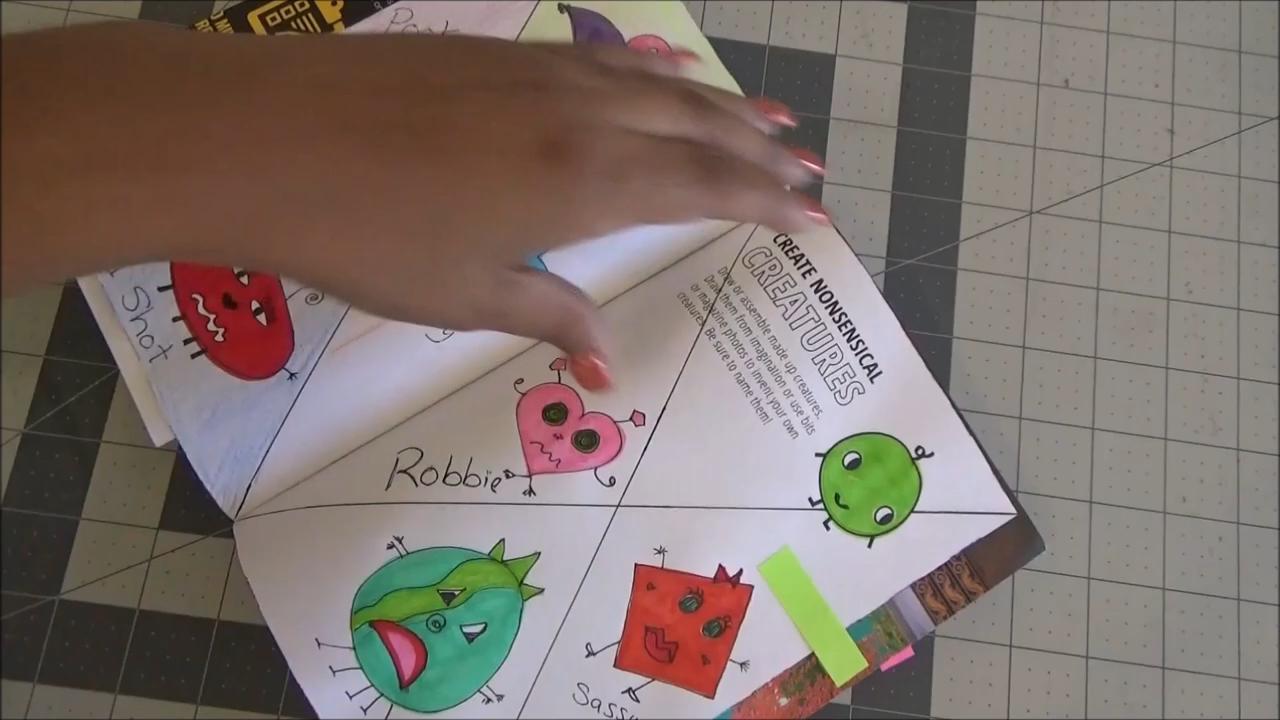 CREATE NONSENSICAL
CREATURES
Draw or assemble made up creatures.
Draw them from imagination or use bits
or magazine photos to invent your own
creatures. Be sure to name them!
Shot
Robbie